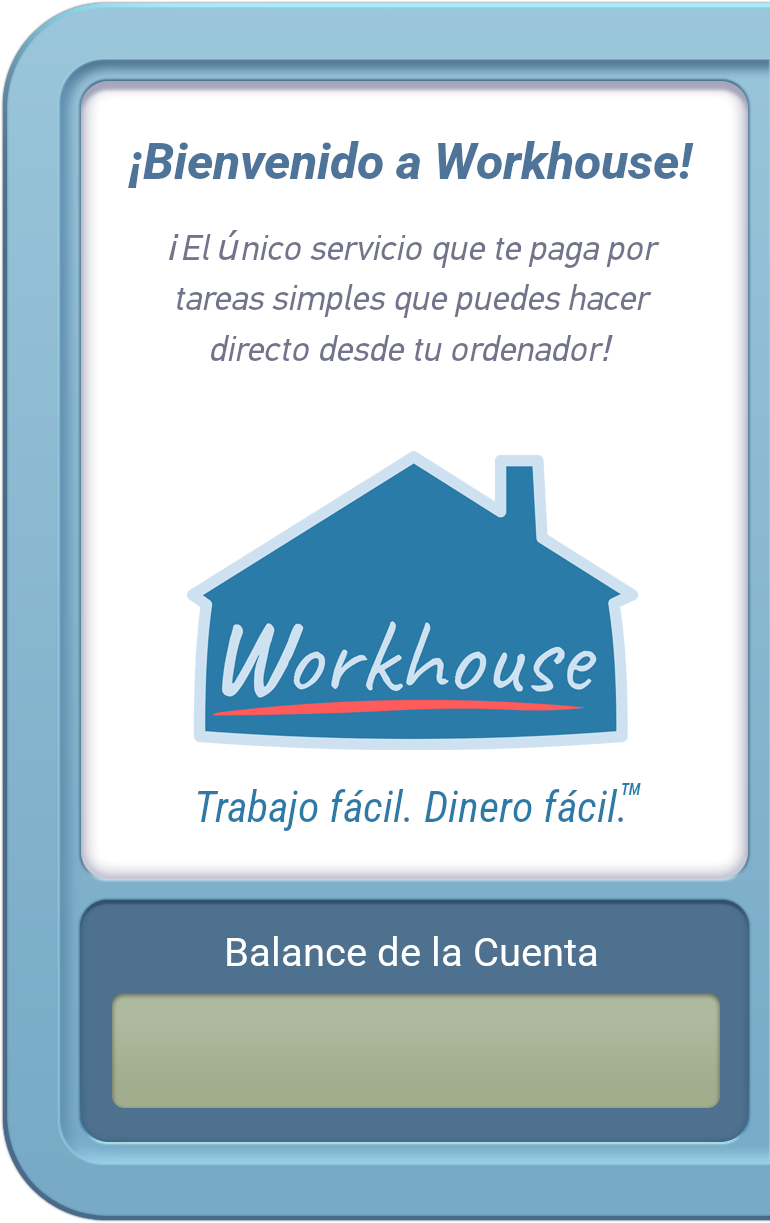 ¡Bienvenido a Workhouse!
¡El único servicio que te paga por
tareas simples que puedes hacer
directo desde tu ordenador!
Workhouse
Trabajo fácil. Dinero fácil.™
Balance de la Cuenta